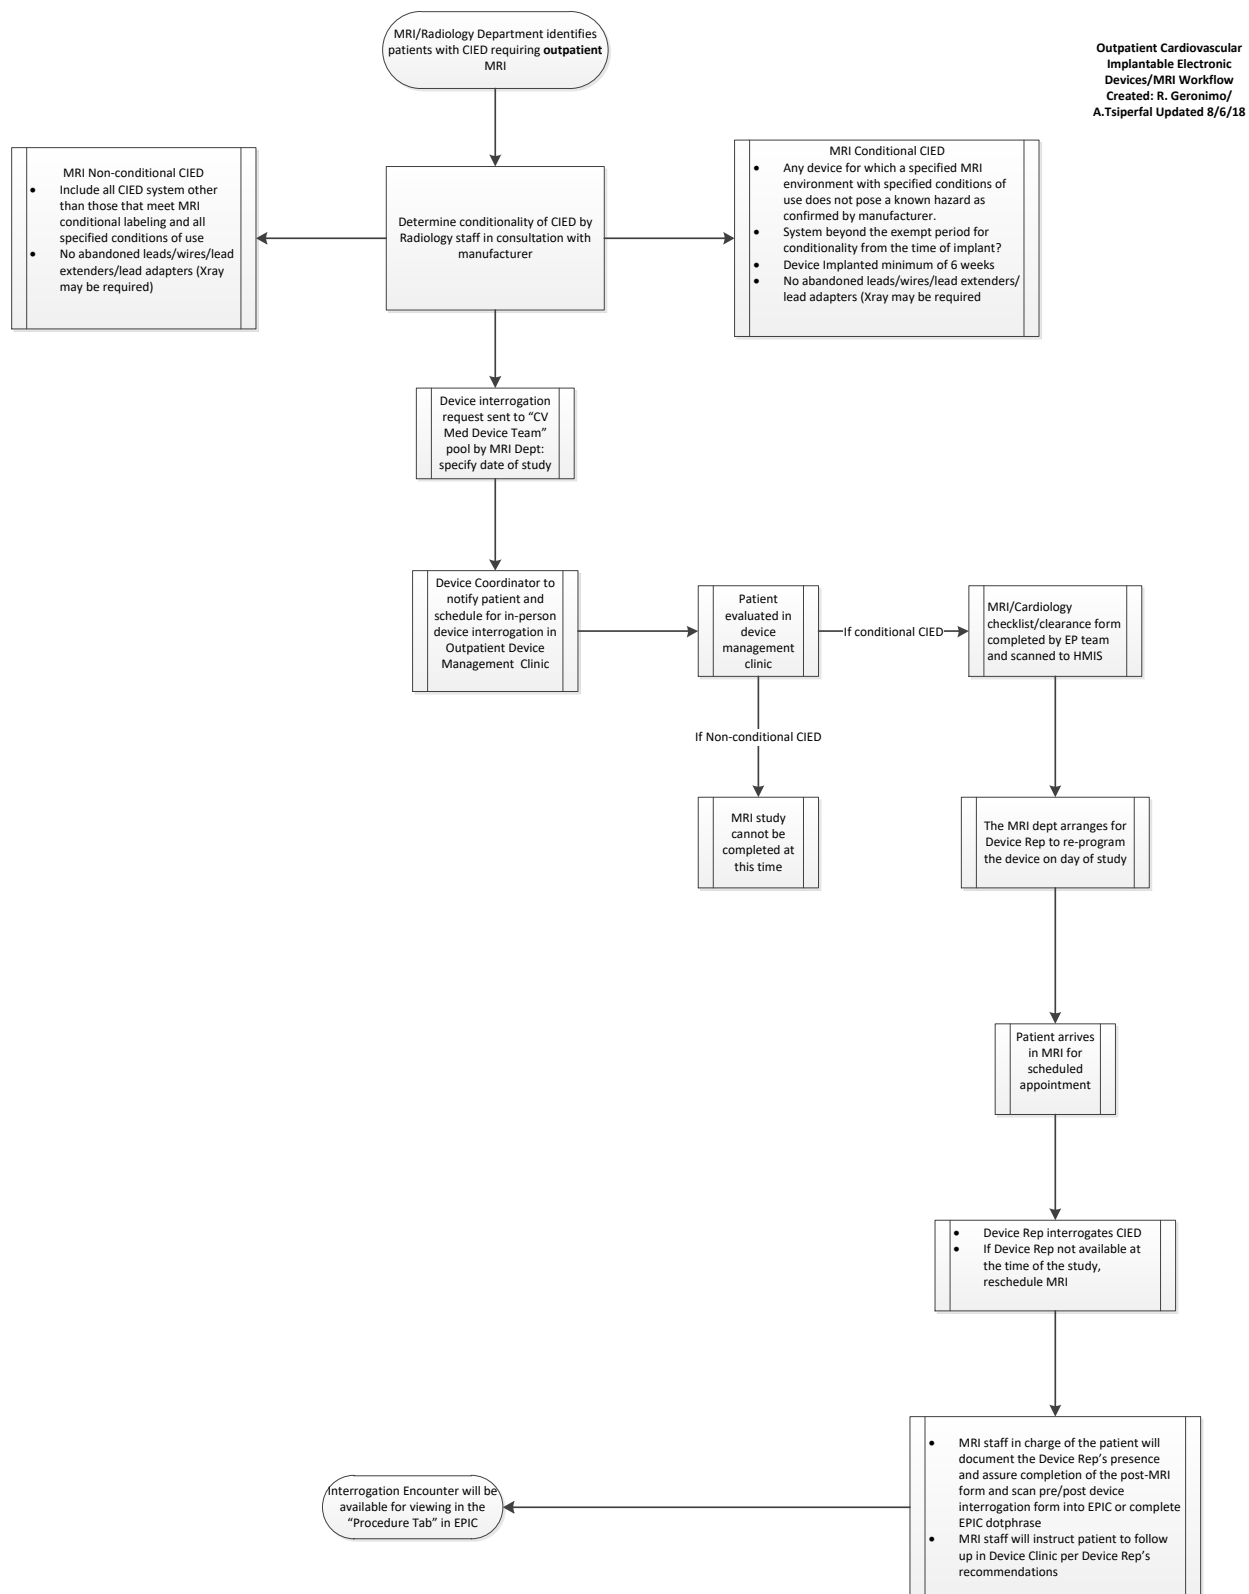 MRI/Radiology Department identifies
patients with CIED requiring outpatient
MRI
Outpatient Cardiovascular
Implantable Electronic
Devices/MRI Workflow
Created: R. Geronimo/
A.Tsiperfal Updated 8/6/18
MRI Non-conditional CIED
• Include all CIED system other
than those that meet MRI
conditional labeling and all
specified conditions of use
• No abandoned leads/wires/lead
extenders/lead adapters (Xray
may be required)
Determine conditionality of CIED by
Radiology staff in consultation with
manufacturer
MRI Conditional CIED
• Any device for which a specified MRI
environment with specified conditions of
use does not pose a known hazard as
confirmed by manufacturer.
• System beyond the exempt period for
conditionality from the time of implant?
• Device Implanted minimum of 6 weeks
• No abandoned leads/wires/lead extenders/
lead adapters (Xray may be required
Device interrogation
request sent to “CV
Med Device Team”
pool by MRI Dept:
specify date of study
Device Coordinator to
notify patient and
schedule for in-person
device interrogation in
Outpatient Device
Management Clinic
Patient
evaluated in
device
management
clinic
If conditional CIED
MRI/Cardiology
checklist/clearance form
completed by EP team
and scanned to HMIS
If Non-conditional CIED
MRI study
cannot be
completed at
this time
The MRI dept arranges for
Device Rep to re-program
the device on day of study
Patient arrives
in MRI for
scheduled
appointment
• Device Rep interrogates CIED
• If Device Rep not available at
the time of the study,
reschedule MRI
• MRI staff in charge of the patient will
document the Device Rep’s presence
and assure completion of the post-MRI
form and scan pre/post device
interrogation form into EPIC or complete
EPIC dotphrase
• MRI staff will instruct patient to follow
up in Device Clinic per Device Rep’s
recommendations
Interrogation Encounter will be
available for viewing in the
“Procedure Tab” in EPIC